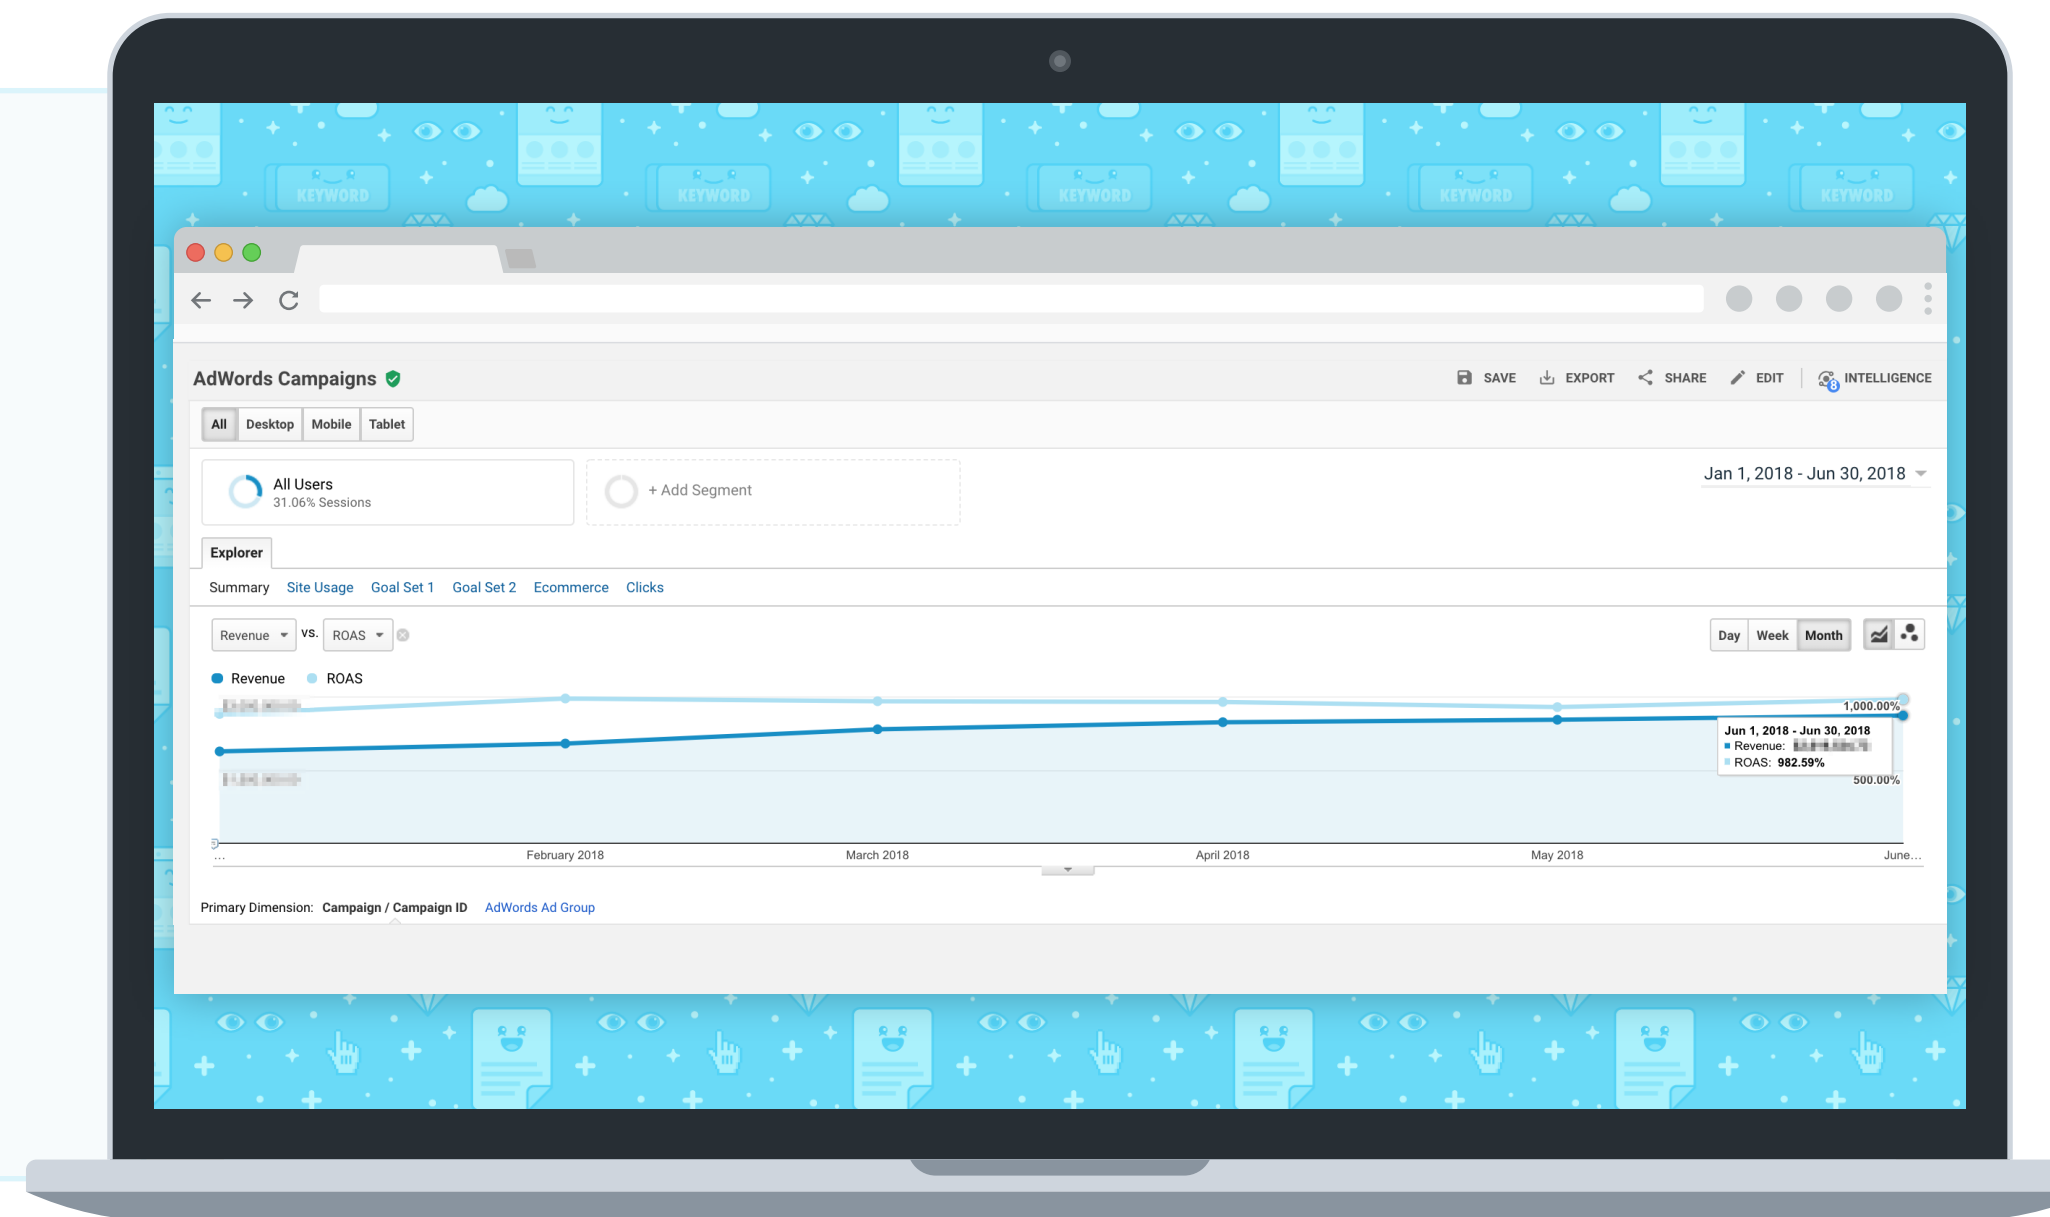 KEYWORD KEYWORD KEYWORD KEYWORD KEYWORD
AdWords Campaigns
SAVE EXPORT SHARE EDIT 8 INTELLIGENCE
All Desktop Mobile Tablet
All Users
31.06% Sessions
+ Add Segment
Jan 1, 2018 - Jun 30, 2018
Explorer
Summary Site Usage Goal Set 1 Goal Set 2 Ecommerce Clicks
Revenue vs. ROAS
Day Week Month
Revenue ROAS
1,000.00%
Jun 1, 2018 - Jun 30, 2018
Revenue:
ROAS: 982.59%
500.00%
... February 2018 March 2018 April 2018 May 2018 June...
Primary Dimension: Campaign / Campaign ID AdWords Ad Group